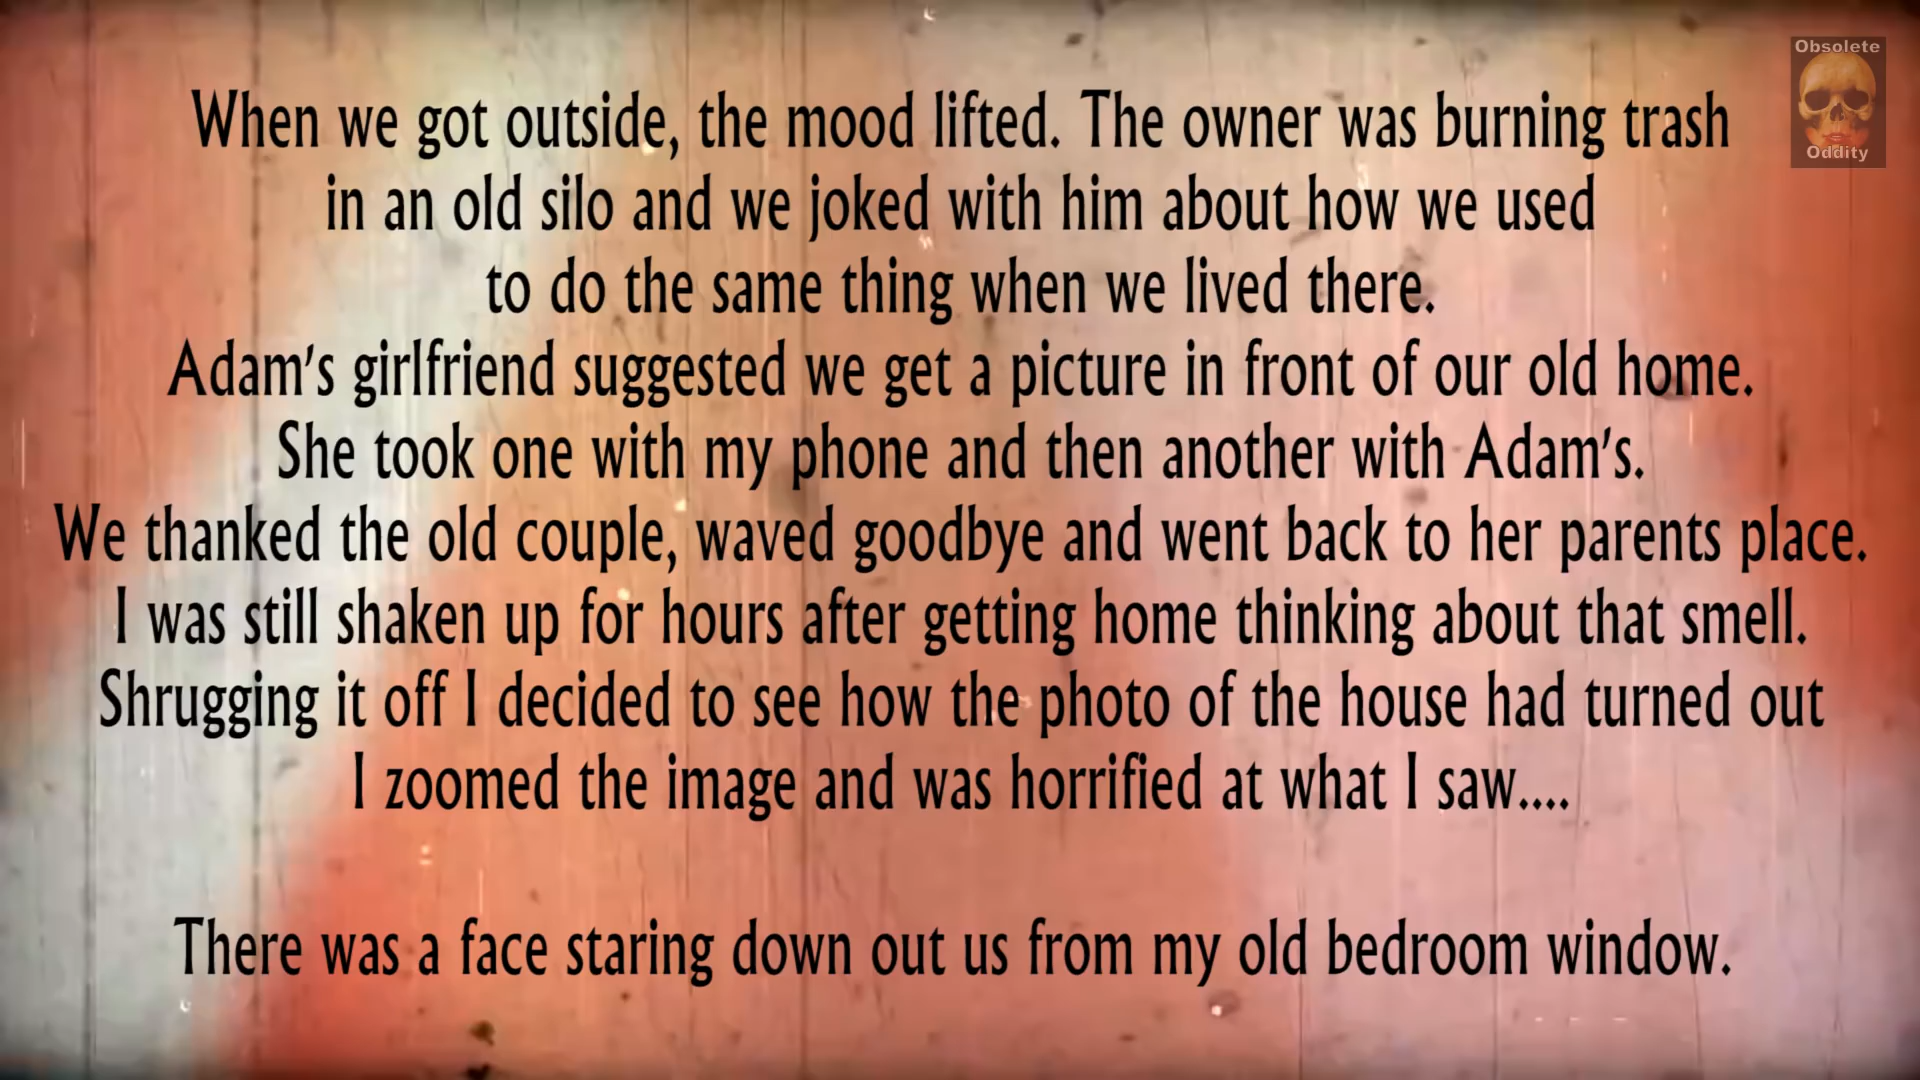 Obsolete
Oddity
When we got outside, the mood lifted. The owner was burning trash
in an old silo and we joked with him about how we used
to do the same thing when we lived there.
Adam's girlfriend suggested we get a picture in front of our old home.
She took one with my phone and then another with Adam's.
We thanked the old couple, waved goodbye and went back to her parents place.
I was still shaken up for hours after getting home thinking about that smell.
Shrugging it off I decided to see how the photo of the house had turned out
I zoomed the image and was horrified at what I saw....
There was a face staring down out us from my old bedroom window.